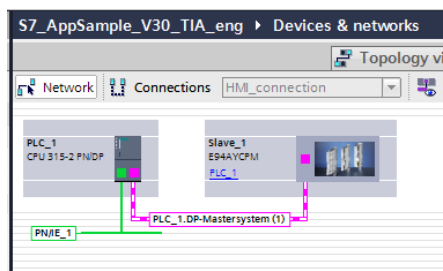 S7_AppSample_V30_TIA_eng ▸ Devices & networks
Topology vi
Network Connections HMI_connection
PLC_1
CPU 315-2 PN/DP
Slave_1
E94AYCPM
PLC_1
PLC_1.DP-Mastersystem (1)
PN/IE_1